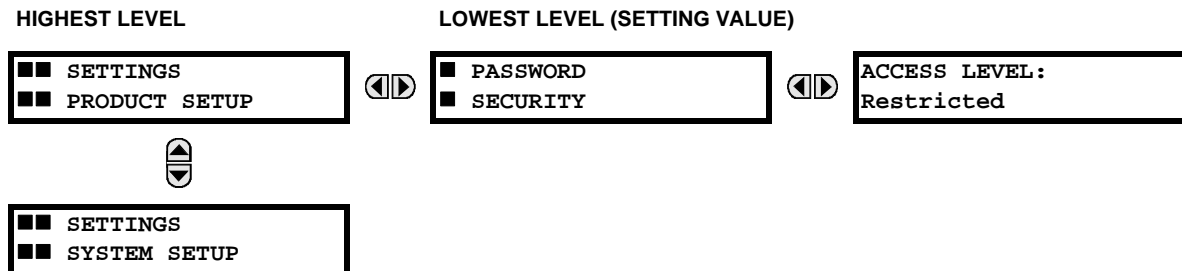 HIGHEST LEVEL
LOWEST LEVEL (SETTING VALUE)
■■ SETTINGS
■■ PRODUCT SETUP
■ PASSWORD
■ SECURITY
ACCESS LEVEL:
Restricted
■■ SETTINGS
■■ SYSTEM SETUP